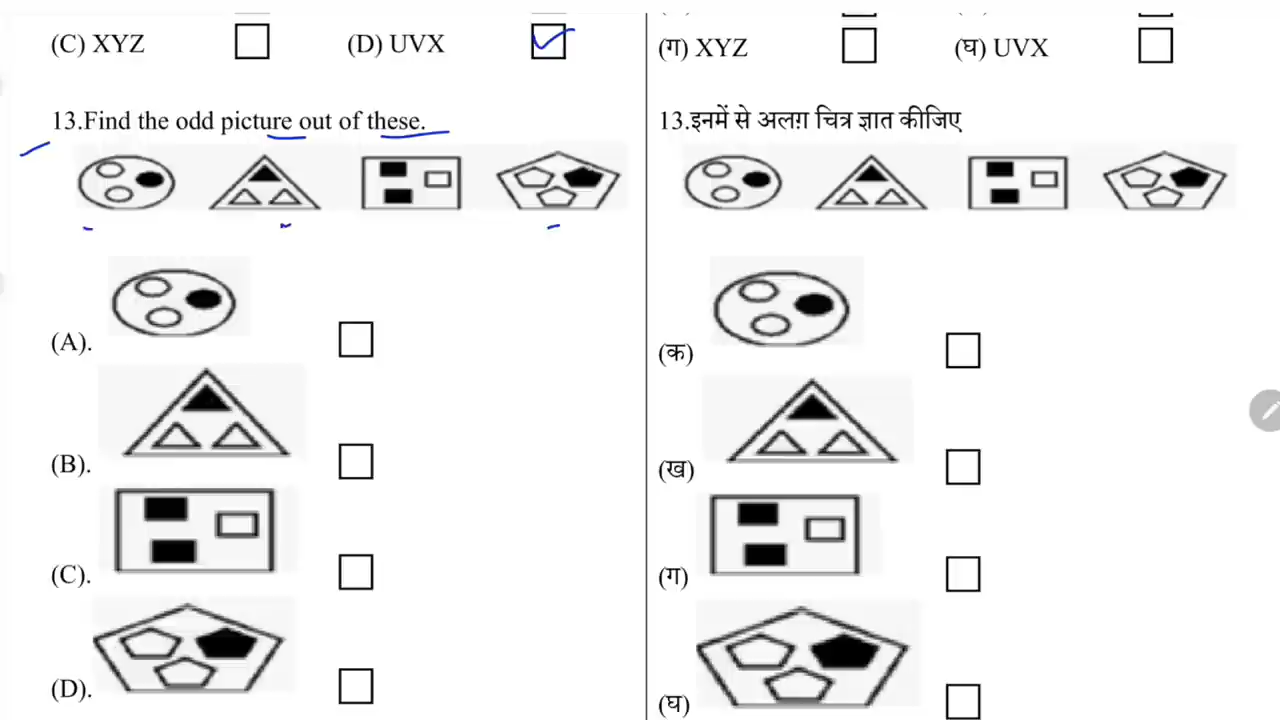 (C) XYZ
(D) UVX
13.Find the odd picture out of these.
(A).
(B).
(C).
(D).
(ग) XYZ
(घ) UVX
13.इनमें से अलग़ चित्र ज्ञात कीजिए
(क)
(ख)
(ग)
(घ)